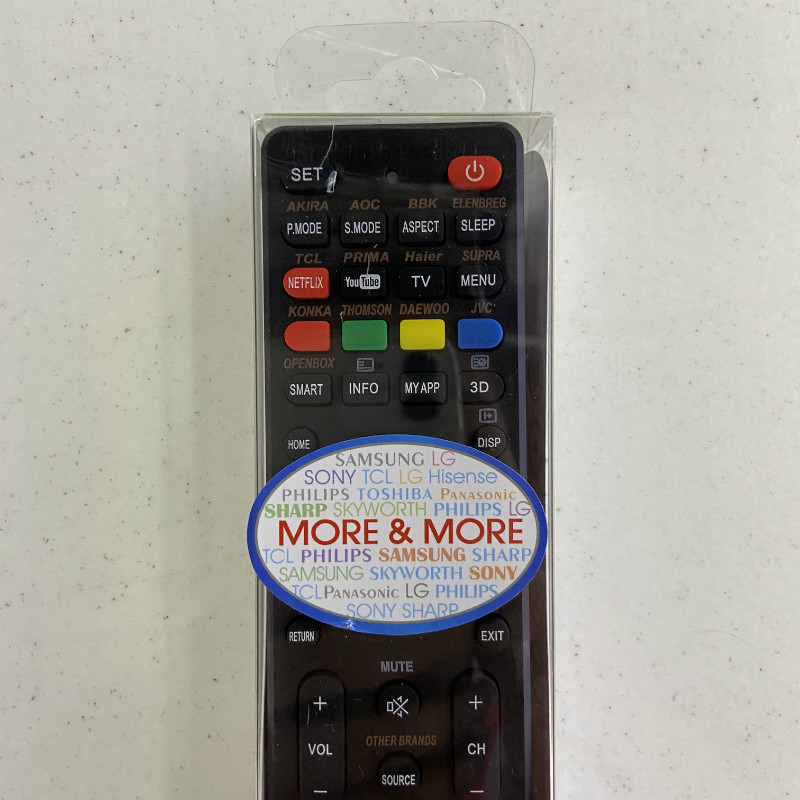 SET
AKIRA AOC BBK ELENBREG
P.MODE S.MODE ASPECT SLEEP
TCL PRIMA Haier SUPRA
NETFLIX YouTube TV MENU
KONKA THOMSON DAEWOO JVC
OPENBOX
SMART INFO MY APP 3D
HOME DISP
SAMSUNG LG
SONY TCL LG Hisense
PHILIPS TOSHIBA PANASONIC
SHARP SKYWORTH PHILIPS LG
MORE & MORE
TCL PHILIPS SAMSUNG SHARP
SAMSUNG SKYWORTH SONY
TCL PANASONIC LG PHILIPS
SONY SHARP
RETURN EXIT
MUTE
+ +
VOL OTHER BRANDS CH
SOURCE
– –